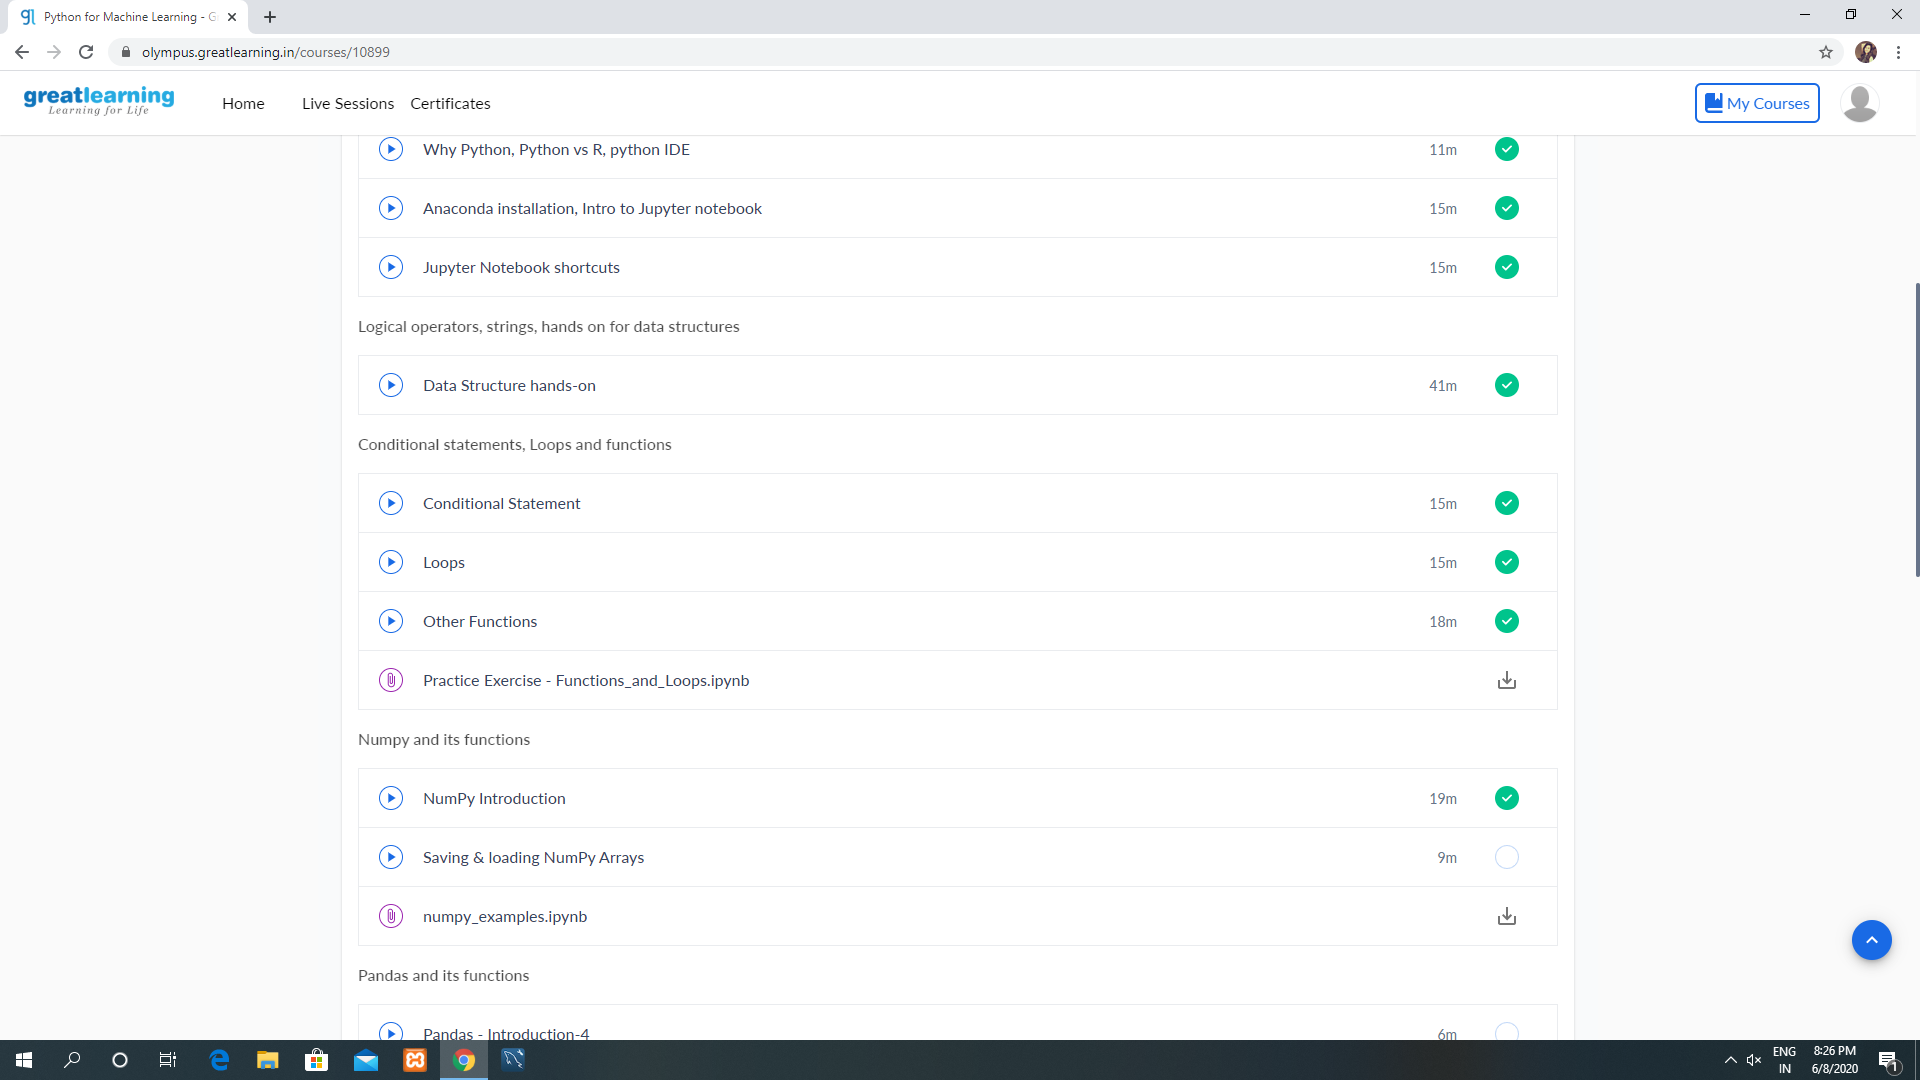 Python for Machine Learning - G
olympus.greatlearning.in/courses/10899
greatlearning
Learning for Life
Home
Live Sessions
Certificates
My Courses
Why Python, Python vs R, python IDE
11m
Anaconda installation, Intro to Jupyter notebook
15m
Jupyter Notebook shortcuts
15m
Logical operators, strings, hands on for data structures
Data Structure hands-on
41m
Conditional statements, Loops and functions
Conditional Statement
15m
Loops
15m
Other Functions
18m
Practice Exercise - Functions_and_Loops.ipynb
Numpy and its functions
NumPy Introduction
19m
Saving & loading NumPy Arrays
9m
numpy_examples.ipynb
Pandas and its functions
Pandas - Introduction-4
6m
ENG
IN
8:26 PM
6/8/2020
1